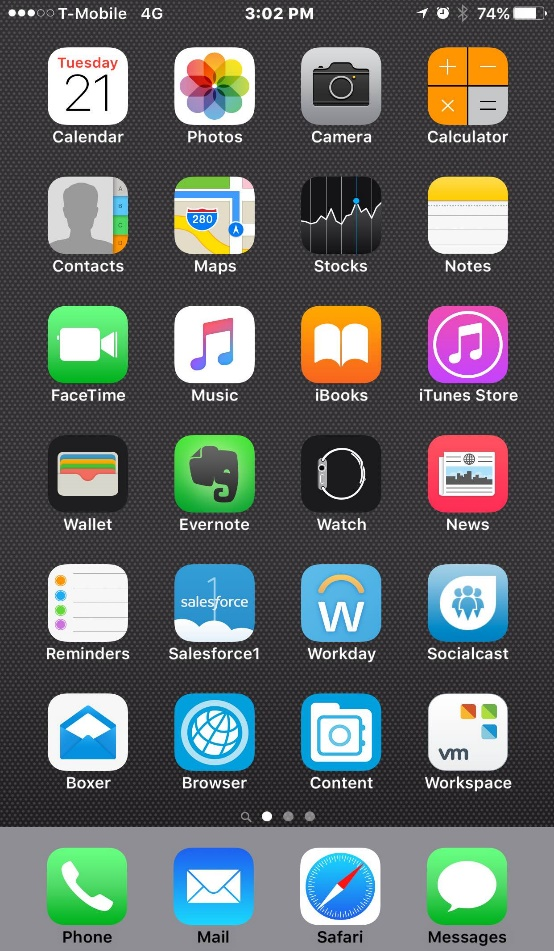 T-Mobile 4G 3:02 PM 74%
Tuesday
21
Calendar Photos Camera Calculator
+ −
× =
A
B
C
D
280
Contacts Maps Stocks Notes
FaceTime Music iBooks iTunes Store
Wallet Evernote Watch News
1
salesforce
W
Reminders Salesforce1 Workday Socialcast
vm
Boxer Browser Content Workspace
Phone Mail Safari Messages